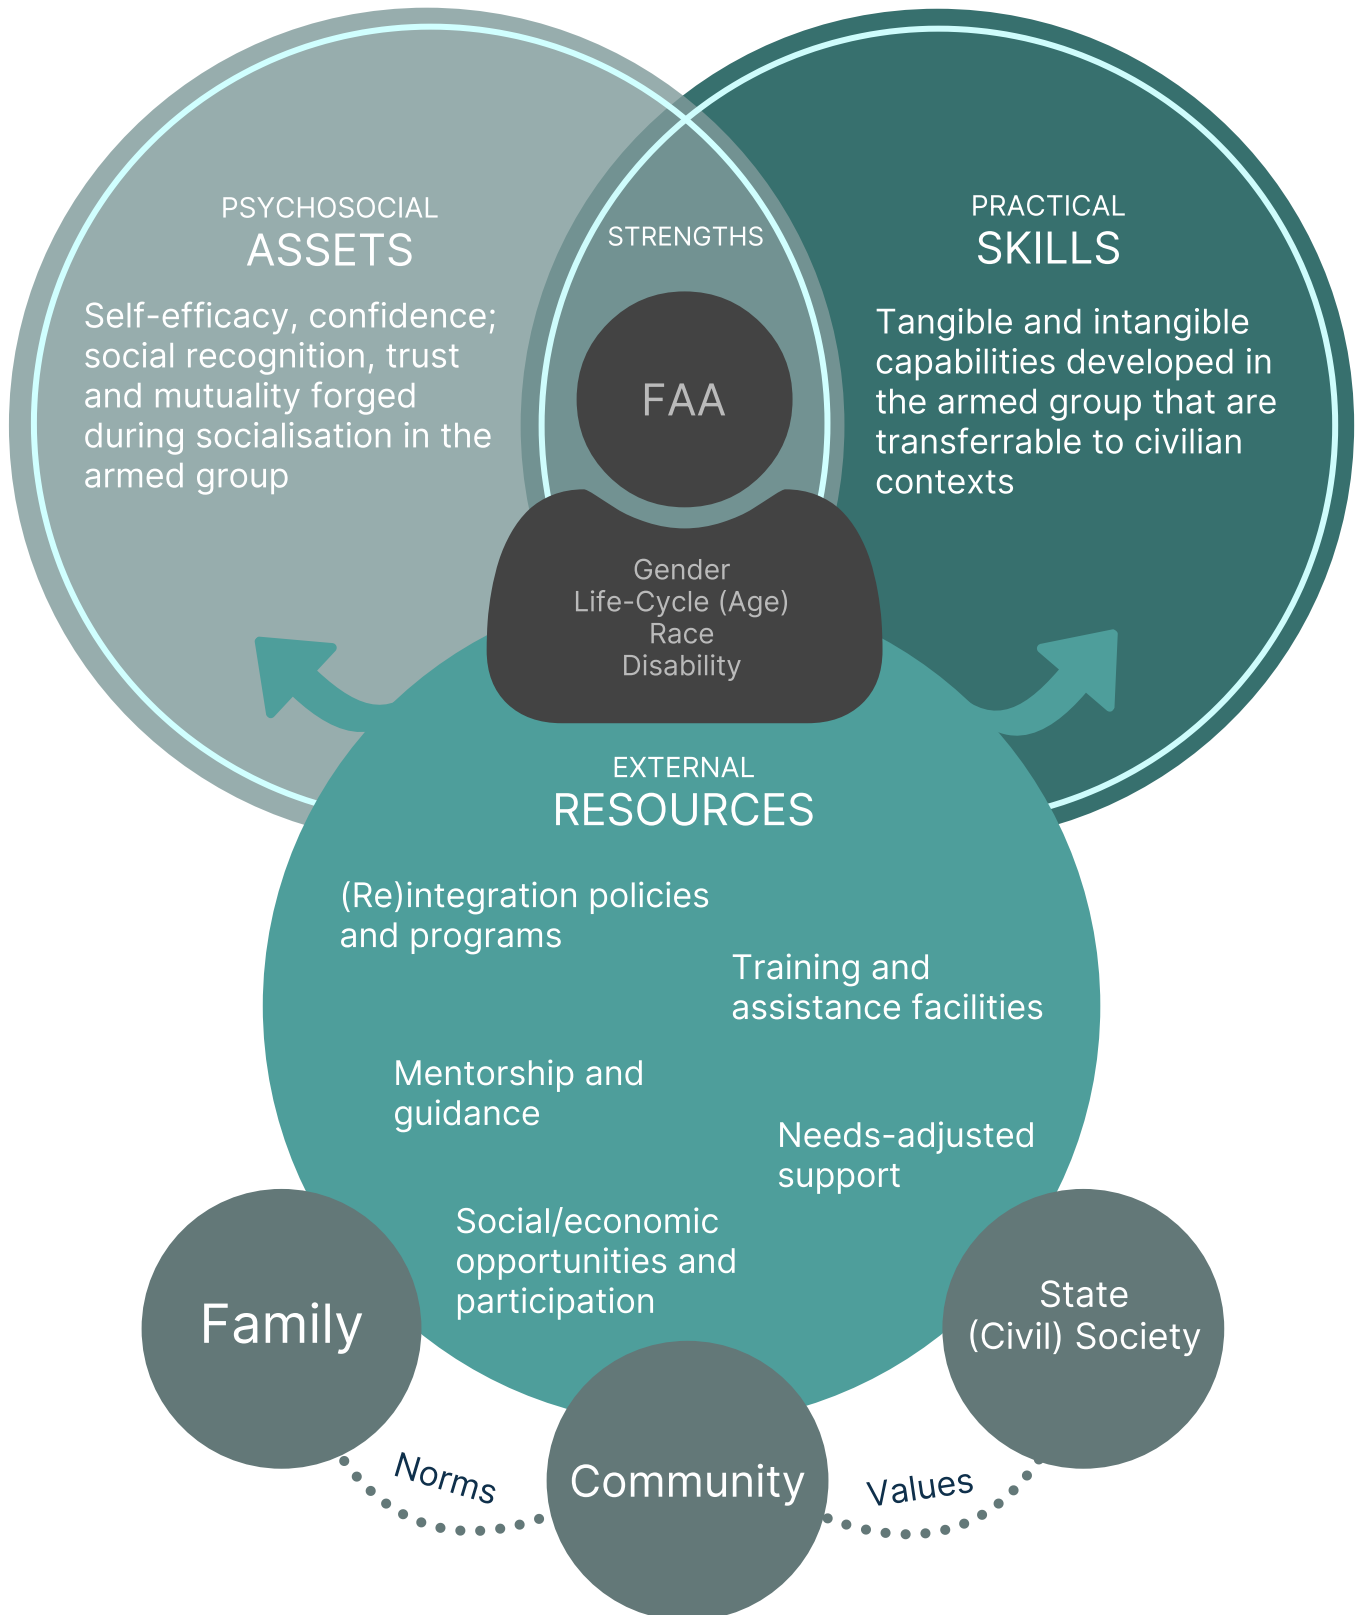 PSYCHOSOCIAL
ASSETS
Self-efficacy, confidence;
social recognition, trust
and mutuality forged
during socialisation in the
armed group
STRENGTHS
PRACTICAL
SKILLS
Tangible and intangible
capabilities developed in
the armed group that are
transferrable to civilian
contexts
FAA
Gender
Life-Cycle (Age)
Race
Disability
EXTERNAL
RESOURCES
(Re)integration policies
and programs
Training and
assistance facilities
Mentorship and
guidance
Needs-adjusted
support
Social/economic
opportunities and
participation
Family
Norms
Community
Values
State
(Civil) Society